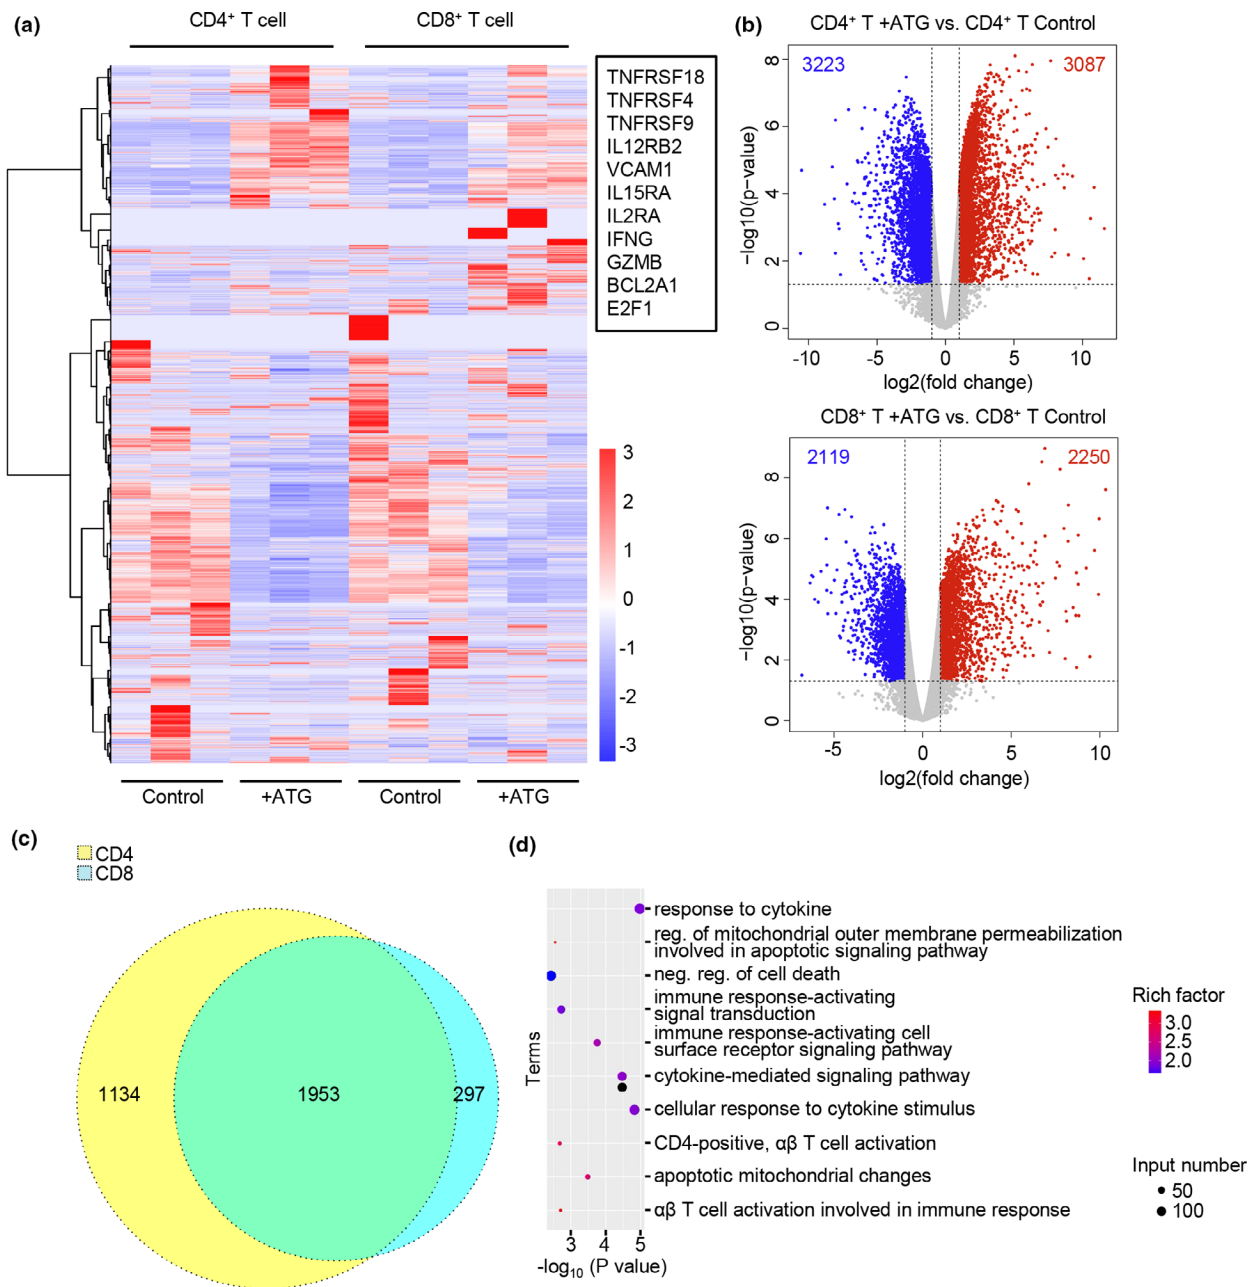 (a)
CD4⁺ T cell
CD8⁺ T cell
TNFRSF18
TNFRSF4
TNFRSF9
IL12RB2
VCAM1
IL15RA
IL2RA
IFNG
GZMB
BCL2A1
E2F1
3
2
1
0
-1
-2
-3
Control
+ATG
Control
+ATG
(b)
CD4⁺ T +ATG vs. CD4⁺ T Control
3223
3087
8
6
4
2
0
−log10(p−value)
-10
-5
0
5
10
log2(fold change)
CD8⁺ T +ATG vs. CD8⁺ T Control
2119
2250
8
6
4
2
0
−log10(p−value)
-5
0
5
10
log2(fold change)
(c)
CD4
CD8
1134
1953
297
(d)
Terms
response to cytokine
reg. of mitochondrial outer membrane permeabilization
involved in apoptotic signaling pathway
neg. reg. of cell death
immune response-activating
signal transduction
immune response-activating cell
surface receptor signaling pathway
cytokine-mediated signaling pathway
cellular response to cytokine stimulus
CD4-positive, αβ T cell activation
apoptotic mitochondrial changes
αβ T cell activation involved in immune response
3
4
5
-log₁₀ (P value)
Rich factor
3.0
2.5
2.0
Input number
50
100